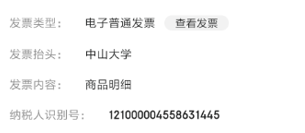 发票类型： 电子普通发票 查看发票
发票抬头： 中山大学
发票内容： 商品明细
纳税人识别号： 121000004558631445